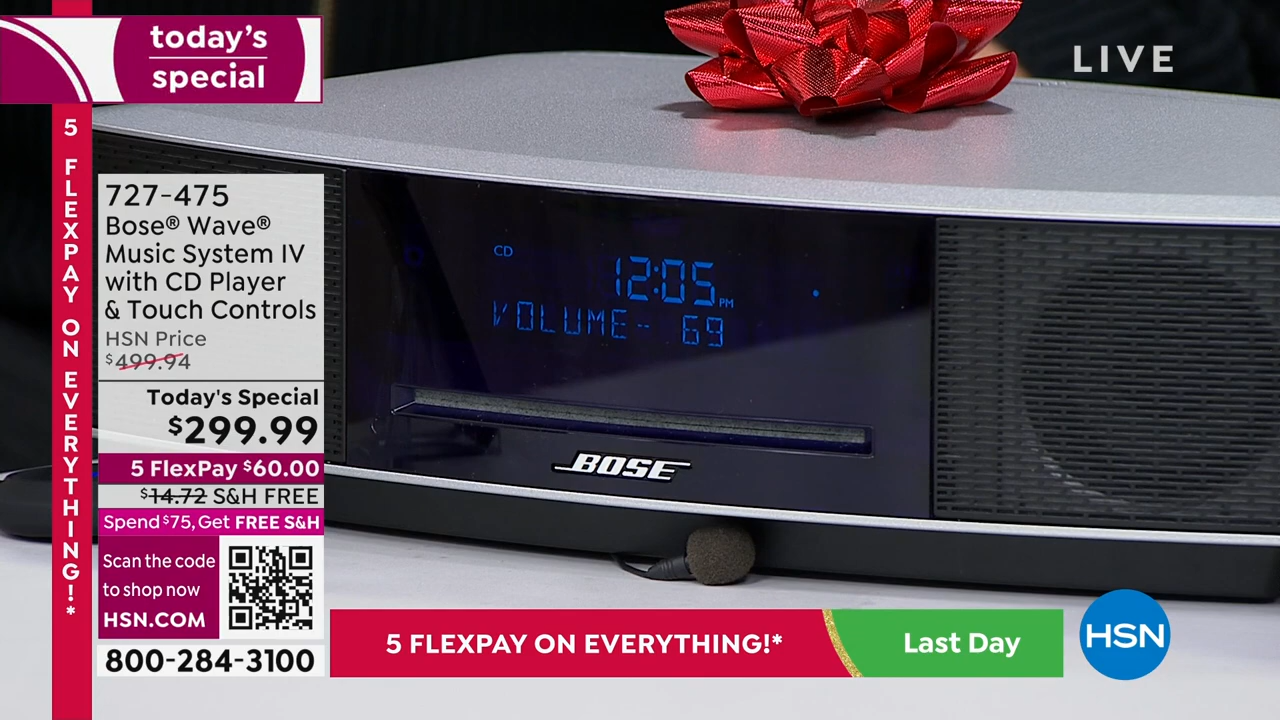 today's
special
LIVE
5 FLEXPAY ON EVERYTHING!*
727-475
Bose® Wave®
Music System IV
with CD Player
& Touch Controls
HSN Price
$499.94
Today's Special
$299.99
5 FlexPay $60.00
$14.72 S&H FREE
Spend $75, Get FREE S&H
Scan the code
to shop now
HSN.COM
800-284-3100
CD
12:05 PM
VOLUME- 69
BOSE
5 FLEXPAY ON EVERYTHING!*
Last Day
HSN